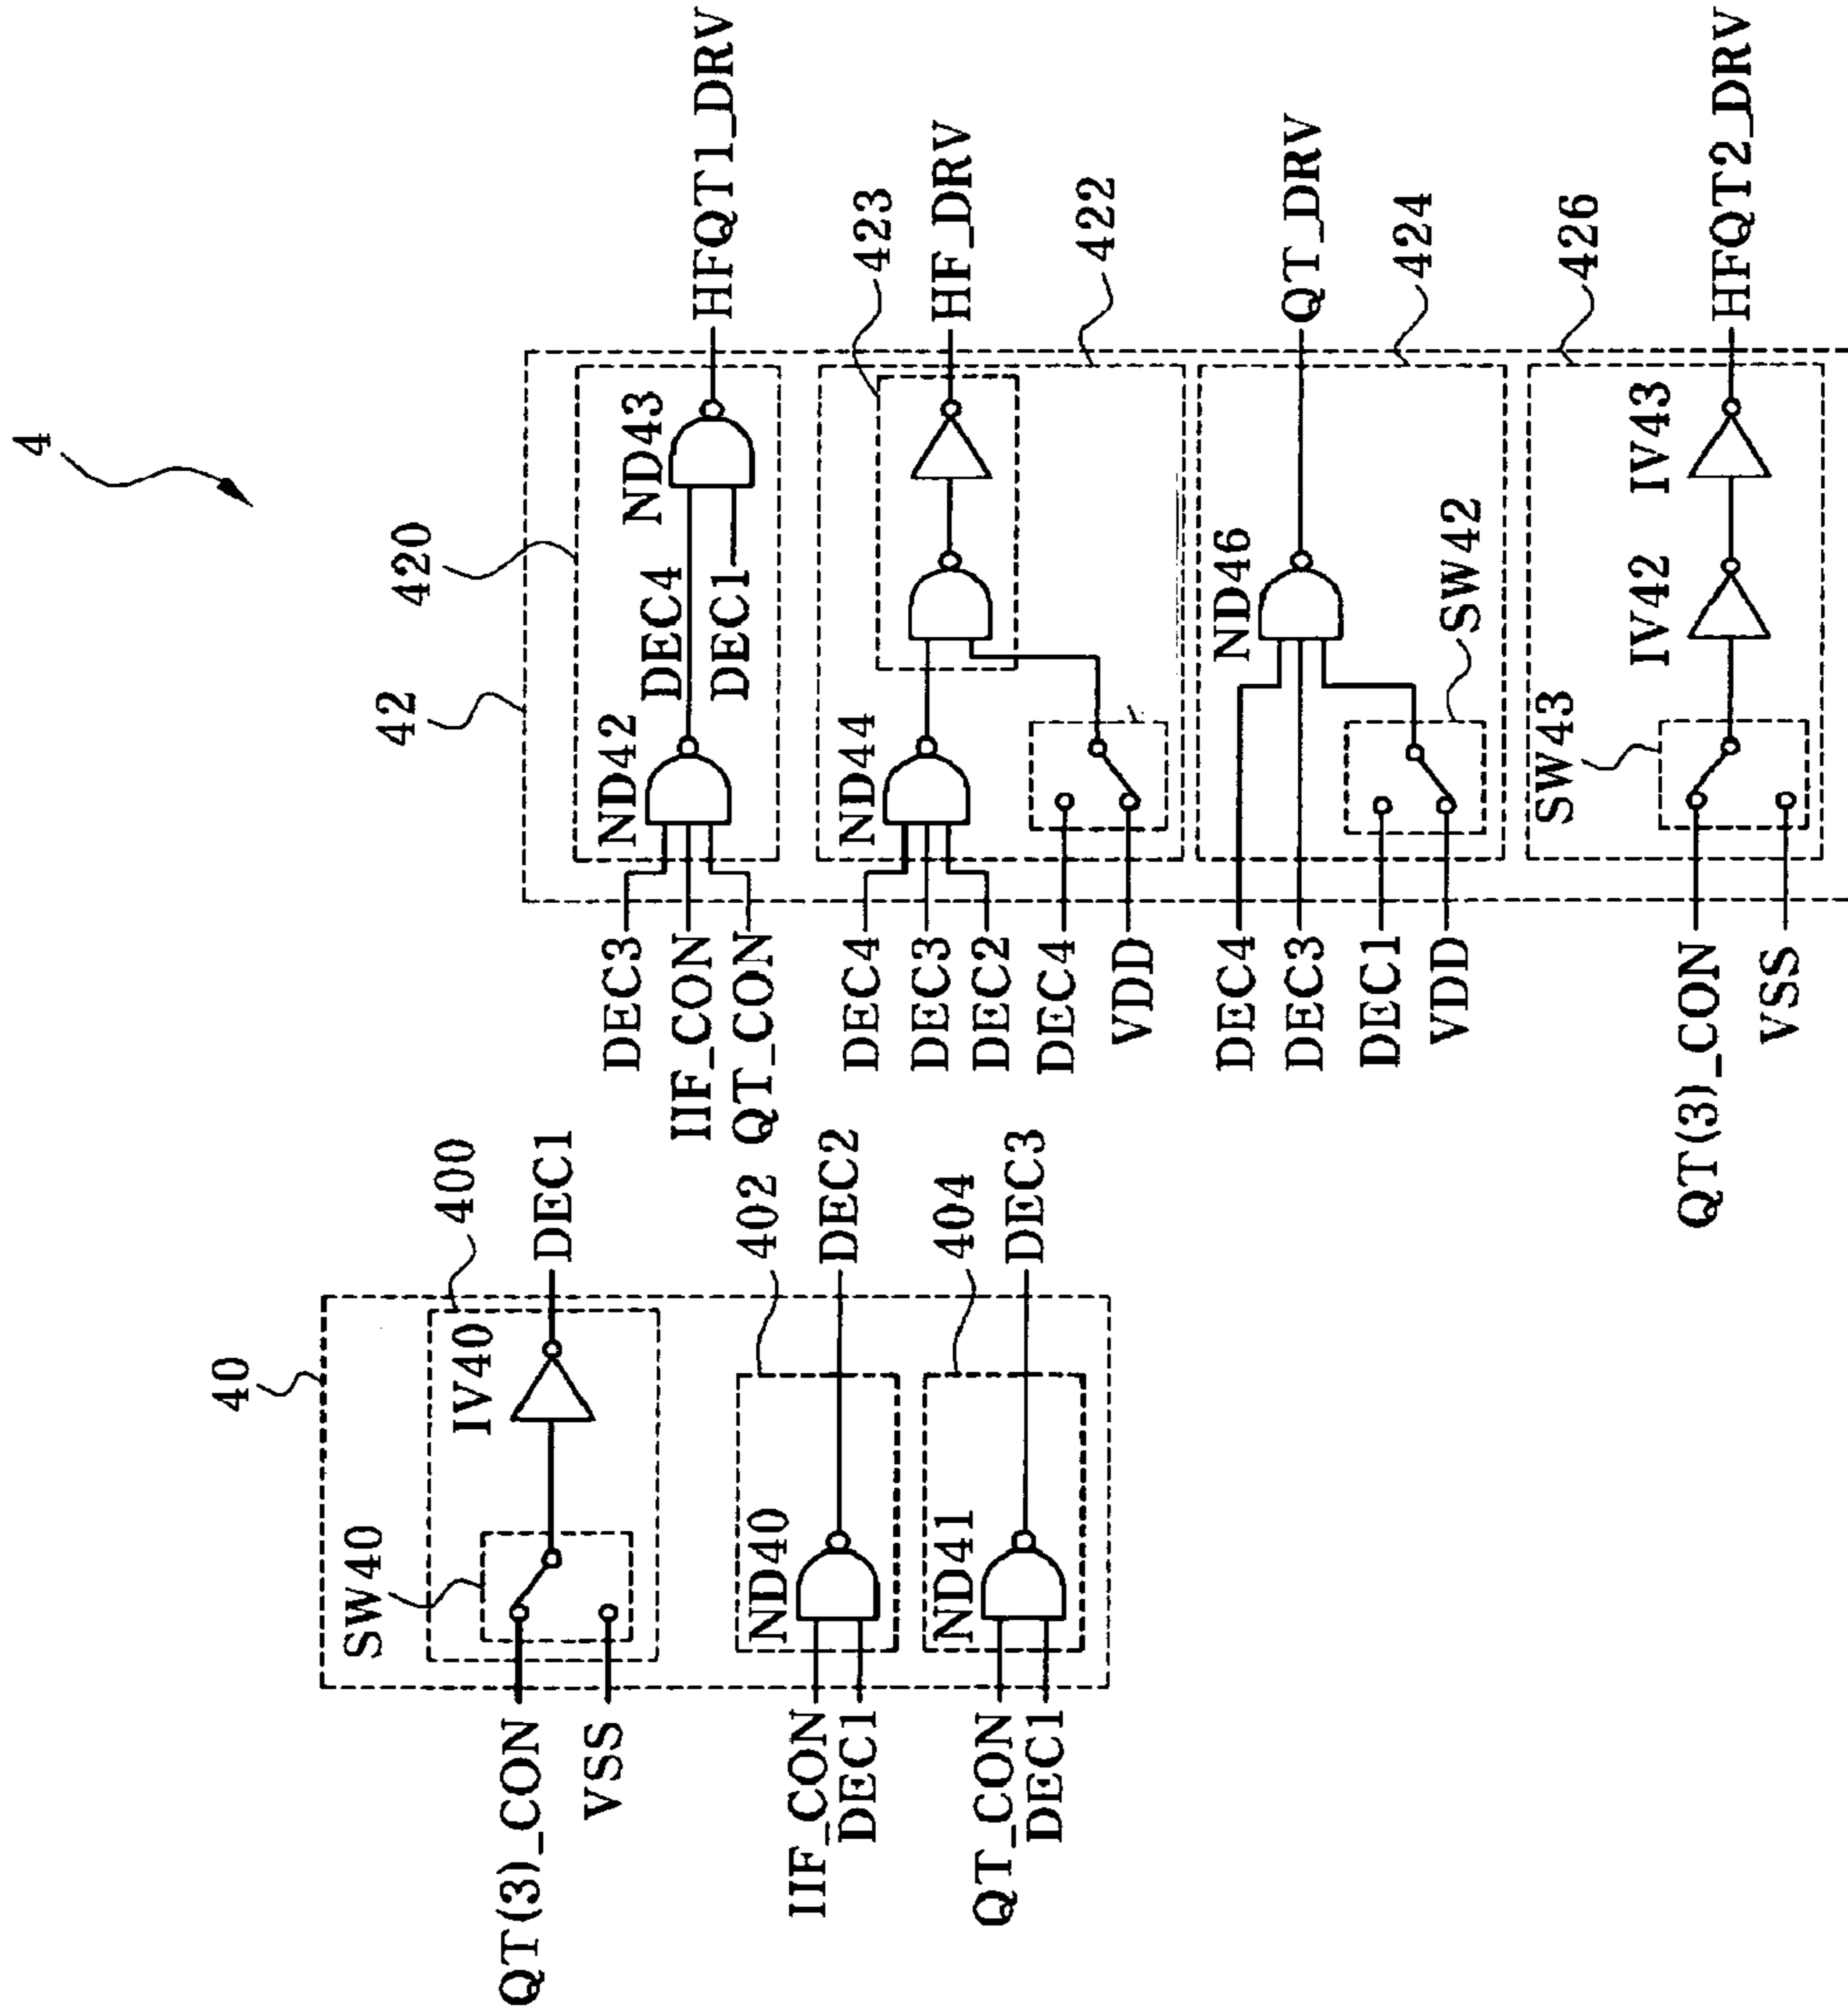 4
40
SW40
IV40
400
QT(3)_CON
VSS
DEC1
ND40
402
IIF_CON
DEC1
DEC2
ND41
404
QT_CON
DEC1
DEC3
42
420
ND42
DEC4
DEC1
ND43
DEC3
IIF_CON
QT_CON
HFQT1_DRV
ND44
423
DEC4
DEC3
DEC2
DEC4
VDD
HF_DRV
422
ND46
DEC4
DEC3
DEC1
VDD
SW42
QT_DRV
424
SW43
IV42
IV43
426
QT(3)_CON
VSS
HFQT2_DRV